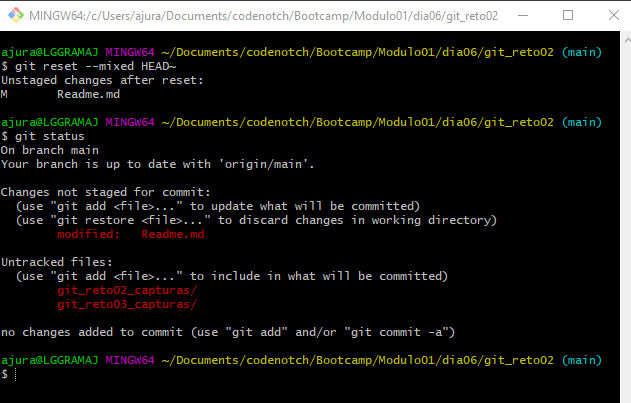 MINGW64:/c/Users/ajura/Documents/codenotch/Bootcamp/Modulo01/dia06/git_reto02
ajura@LGGRAMAJ MINGW64 ~/Documents/codenotch/Bootcamp/Modulo01/dia06/git_reto02 (main)
$ git reset --mixed HEAD~
Unstaged changes after reset:
M       Readme.md
ajura@LGGRAMAJ MINGW64 ~/Documents/codenotch/Bootcamp/Modulo01/dia06/git_reto02 (main)
$ git status
On branch main
Your branch is up to date with 'origin/main'.
Changes not staged for commit:
  (use "git add <file>..." to update what will be committed)
  (use "git restore <file>..." to discard changes in working directory)
        modified:   Readme.md
Untracked files:
  (use "git add <file>..." to include in what will be committed)
        git_reto02_capturas/
        git_reto03_capturas/
no changes added to commit (use "git add" and/or "git commit -a")
ajura@LGGRAMAJ MINGW64 ~/Documents/codenotch/Bootcamp/Modulo01/dia06/git_reto02 (main)
$